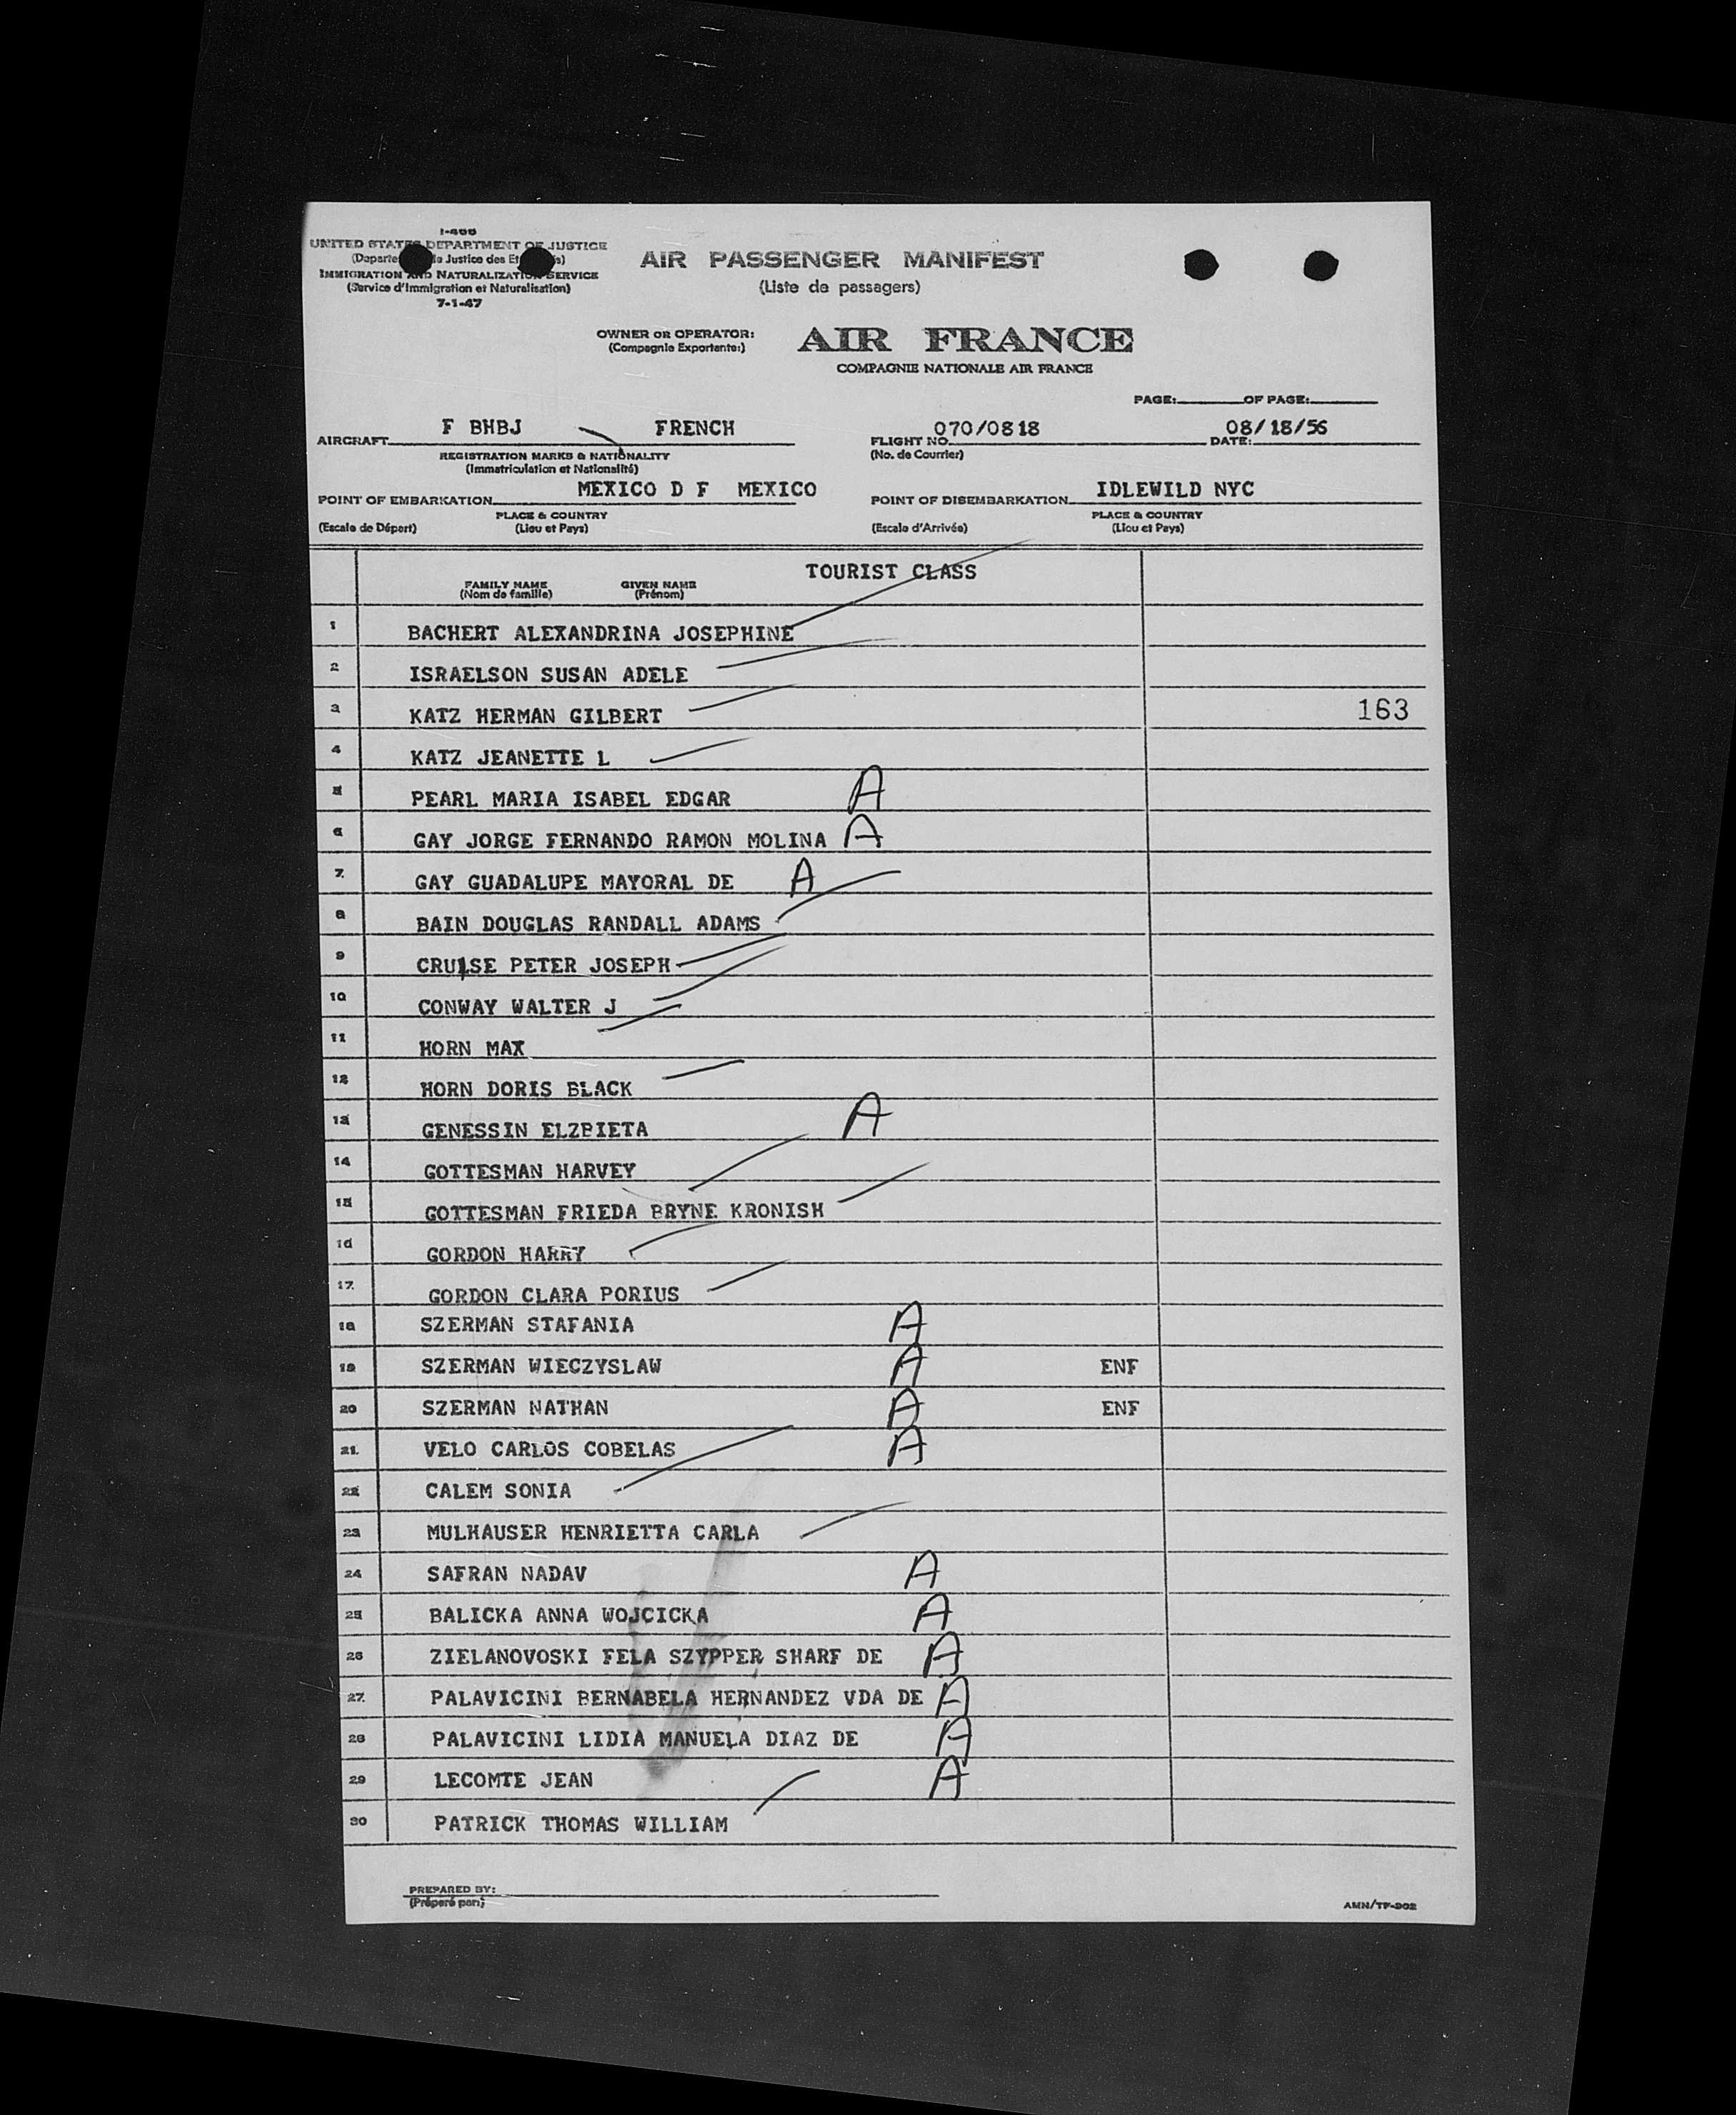 I-466
UNITED STATES DEPARTMENT OF JUSTICE
Justice des
IMMIGRATION AND NATURALIZATION SERVICE
(Service d'Immigration et Naturalisation)
7-1-47
AIR PASSENGER MANIFEST
(Liste de passagers)
OWNER OR OPERATOR: AIR FRANCE
(Compagnie Exportante:)
COMPAGNIE NATIONALE AIR FRANCE
PAGE: OF PAGE:
AIRCRAFT F BHBJ FRENCH FLIGHT NO. 070/0818 DATE: 08/18/56
REGISTRATION MARKS & NATIONALITY (No. de Courrier)
(Immatriculation et Nationalité)
POINT OF EMBARKATION MEXICO D F MEXICO POINT OF DISEMBARKATION IDLEWILD NYC
PLACE & COUNTRY PLACE & COUNTRY
(Escale de Départ) (Lieu et Pays) (Escale d'Arrivée) (Lieu et Pays)
TOURIST CLASS
FAMILY NAME GIVEN NAME
(Nom de famille) (Prénom)
1 BACHERT ALEXANDRINA JOSEPHINE
2 ISRAELSON SUSAN ADELE
3 KATZ HERMAN GILBERT 163
4 KATZ JEANETTE L
5 PEARL MARIA ISABEL EDGAR A
6 GAY JORGE FERNANDO RAMON MOLINA A
7. GAY GUADALUPE MAYORAL DE A
8 BAIN DOUGLAS RANDALL ADAMS
9 CRUISE PETER JOSEPH
10 CONWAY WALTER J
11 HORN MAX
12 HORN DORIS BLACK
13 GENESSIN ELZBIETA A
14 GOTTESMAN HARVEY
15 GOTTESMAN FRIEDA BRYNE KRONISH
16 GORDON HARRY
17. GORDON CLARA PORIUS
18 SZERMAN STAFANIA A
19 SZERMAN WIECZYSLAW A ENF
20 SZERMAN NATHAN A ENF
21. VELO CARLOS COBELAS A
22 CALEM SONIA
23 MULHAUSER HENRIETTA CARLA
24 SAFRAN NADAV A
25 BALICKA ANNA WOJCICKA A
26 ZIELANOVOSKI FELA SZYPPER SHARF DE A
27. PALAVICINI BERNABELA HERNANDEZ VDA DE A
28 PALAVICINI LIDIA MANUELA DIAZ DE A
29 LECOMTE JEAN A
30 PATRICK THOMAS WILLIAM
PREPARED BY:
(Préparé par:)
AMN/TF-902